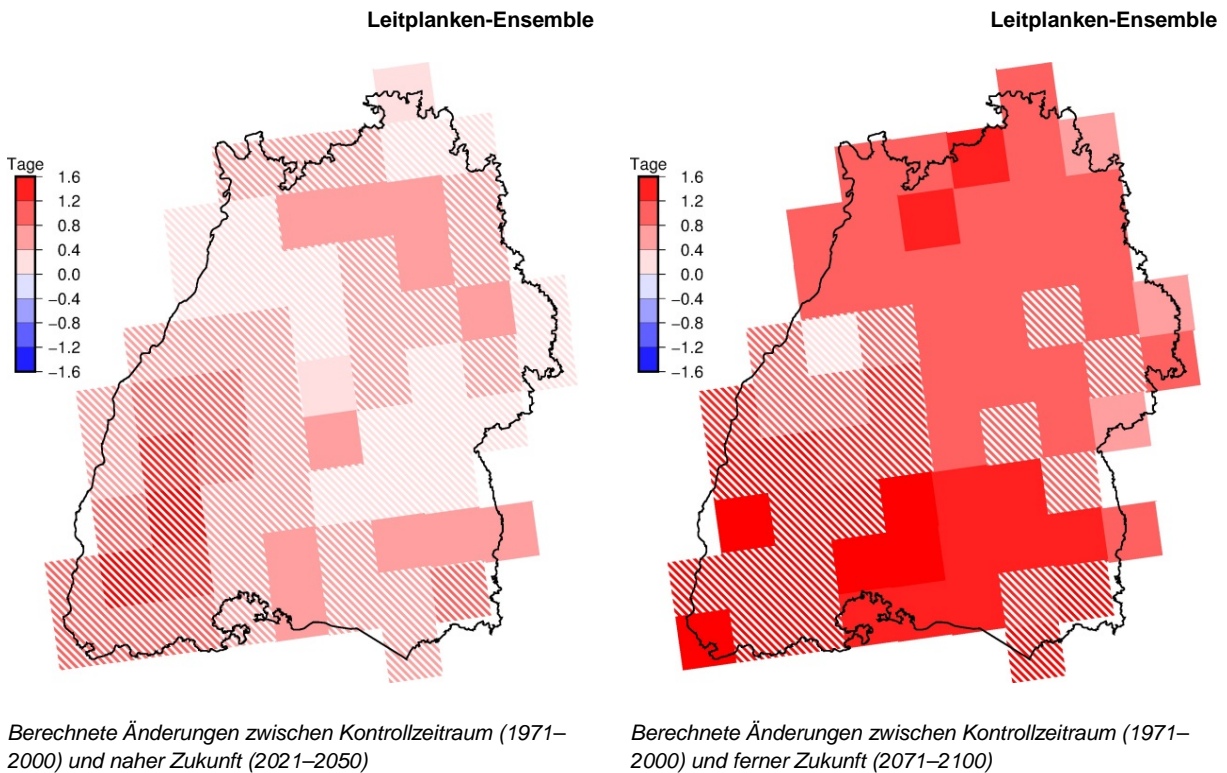 Leitplanken-Ensemble
Tage
1.6
1.2
0.8
0.4
0.0
−0.4
−0.8
−1.2
−1.6
Berechnete Änderungen zwischen Kontrollzeitraum (1971–
2000) und naher Zukunft (2021–2050)
Leitplanken-Ensemble
Tage
1.6
1.2
0.8
0.4
0.0
−0.4
−0.8
−1.2
−1.6
Berechnete Änderungen zwischen Kontrollzeitraum (1971–
2000) und ferner Zukunft (2071–2100)